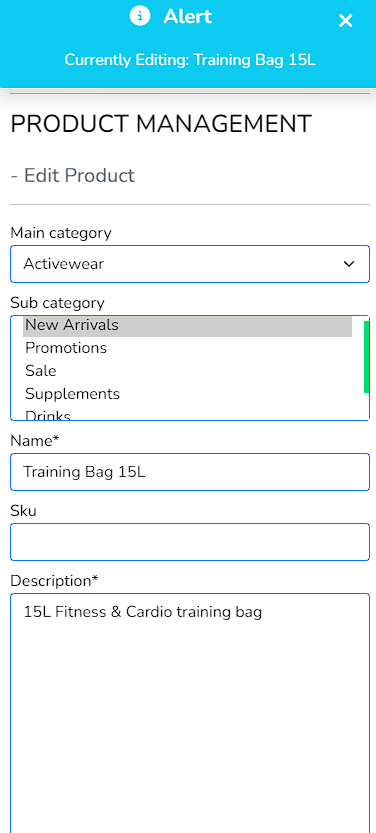 Alert
Currently Editing: Training Bag 15L
PRODUCT MANAGEMENT
- Edit Product
Main category
Activewear
Sub category
New Arrivals
Promotions
Sale
Supplements
Drinks
Name*
Training Bag 15L
Sku
Description*
15L Fitness & Cardio training bag